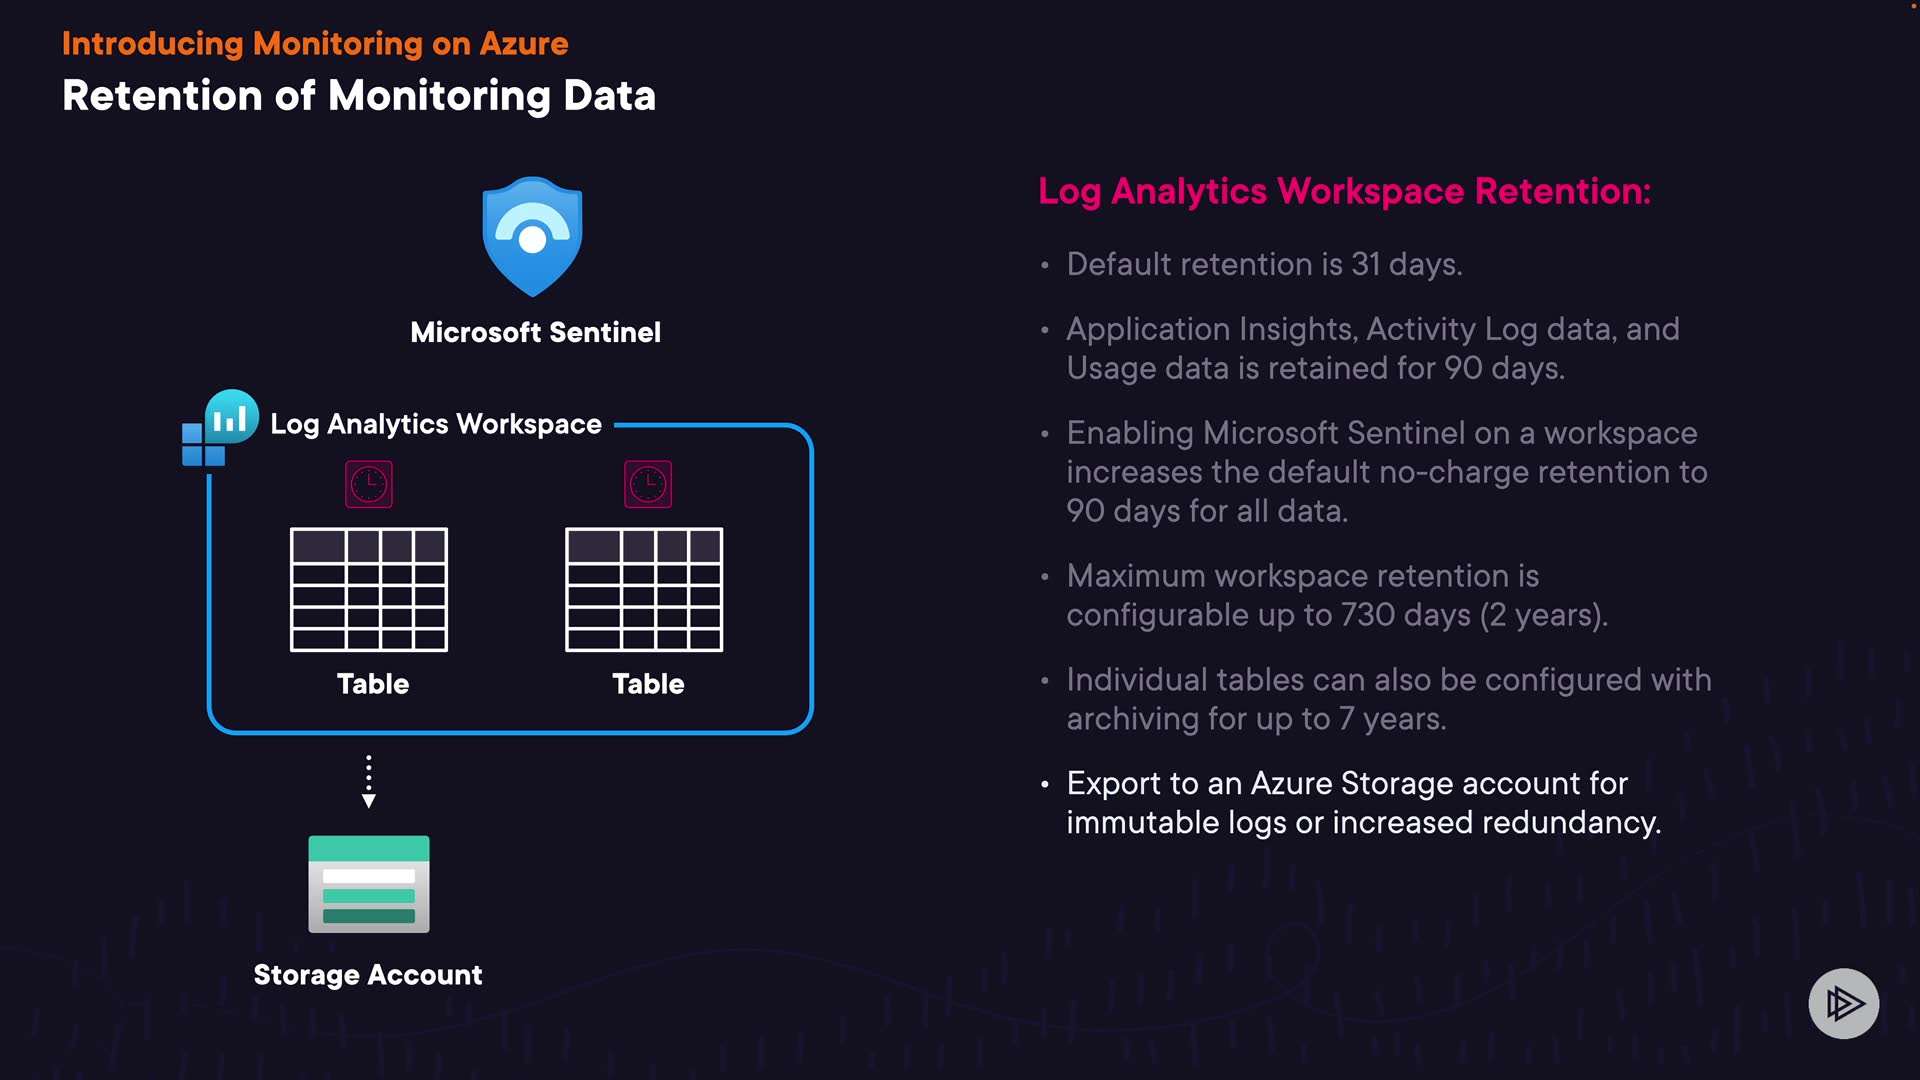 Introducing Monitoring on Azure
Retention of Monitoring Data
Microsoft Sentinel
Log Analytics Workspace
Table
Table
Storage Account
Log Analytics Workspace Retention:
• Default retention is 31 days.
• Application Insights, Activity Log data, and
Usage data is retained for 90 days.
• Enabling Microsoft Sentinel on a workspace
increases the default no-charge retention to
90 days for all data.
• Maximum workspace retention is
configurable up to 730 days (2 years).
• Individual tables can also be configured with
archiving for up to 7 years.
• Export to an Azure Storage account for
immutable logs or increased redundancy.